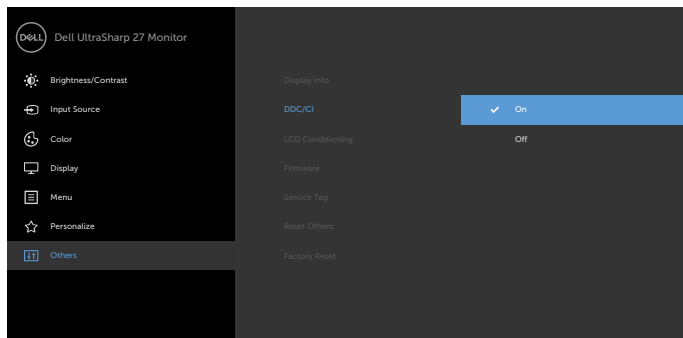 DELL
Dell UltraSharp 27 Monitor
Brightness/Contrast
Input Source
Color
Display
Menu
Personalize
Others
Display Info
DDC/CI
LCD Conditioning
Firmware
Service Tag
Reset Others
Factory Reset
On
Off